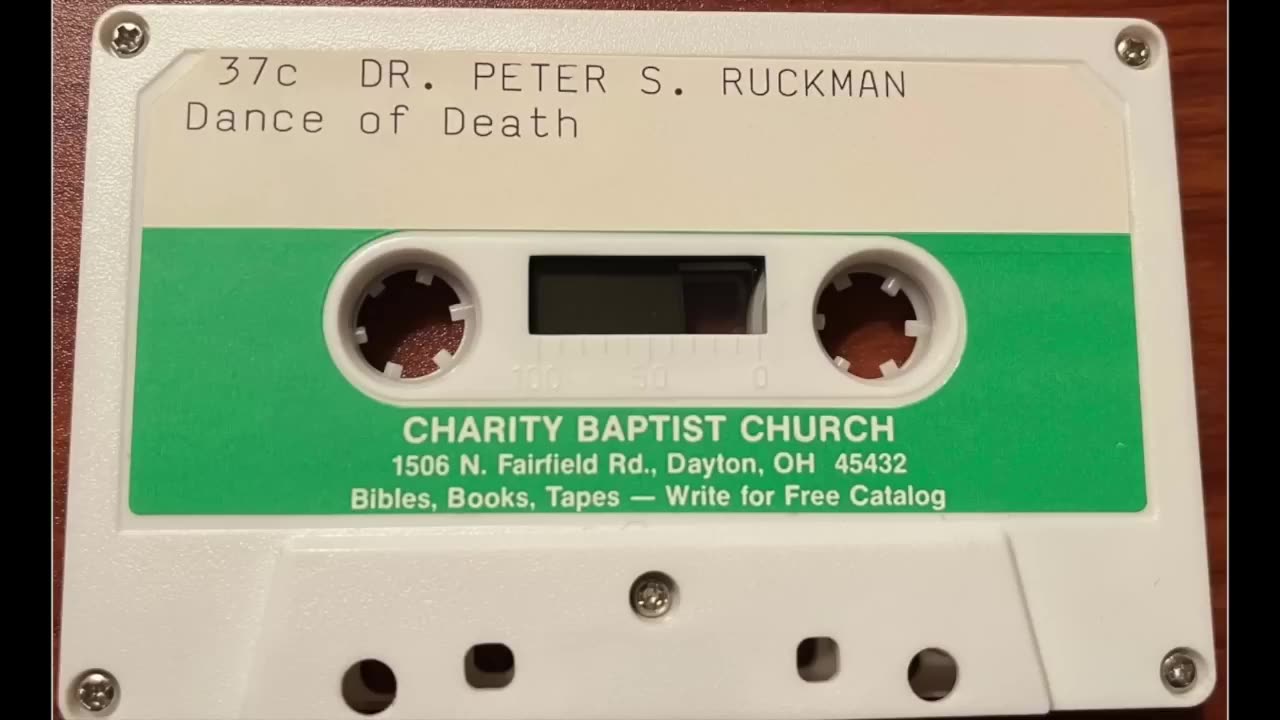 37c DR. PETER S. RUCKMAN
Dance of Death
100 50 0
CHARITY BAPTIST CHURCH
1506 N. Fairfield Rd., Dayton, OH 45432
Bibles, Books, Tapes — Write for Free Catalog